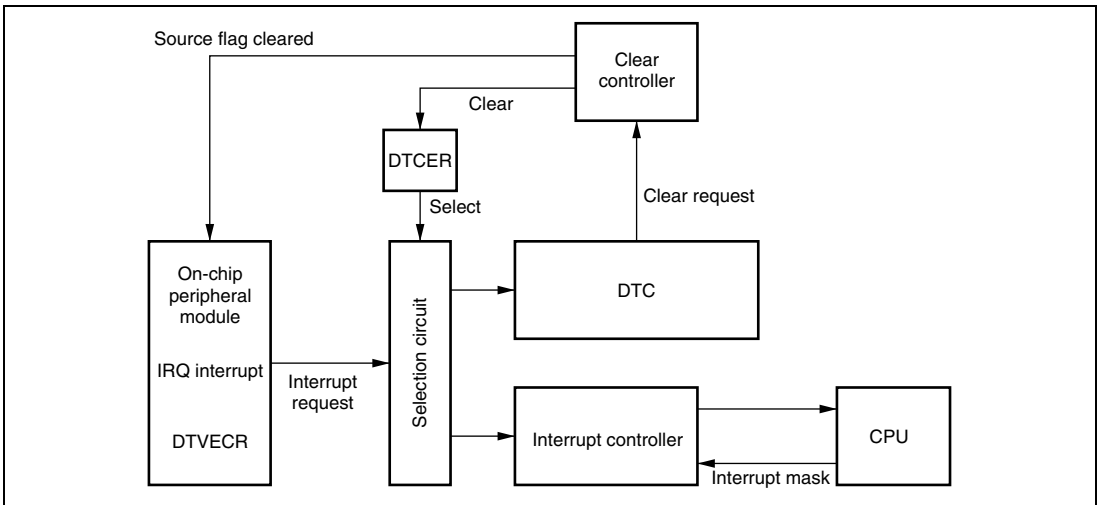 Source flag cleared
Clear
controller
Clear
DTCER
Clear request
Select
On-chip
peripheral
module
Selection circuit
DTC
IRQ interrupt
Interrupt
request
DTVECR
Interrupt controller
CPU
Interrupt mask